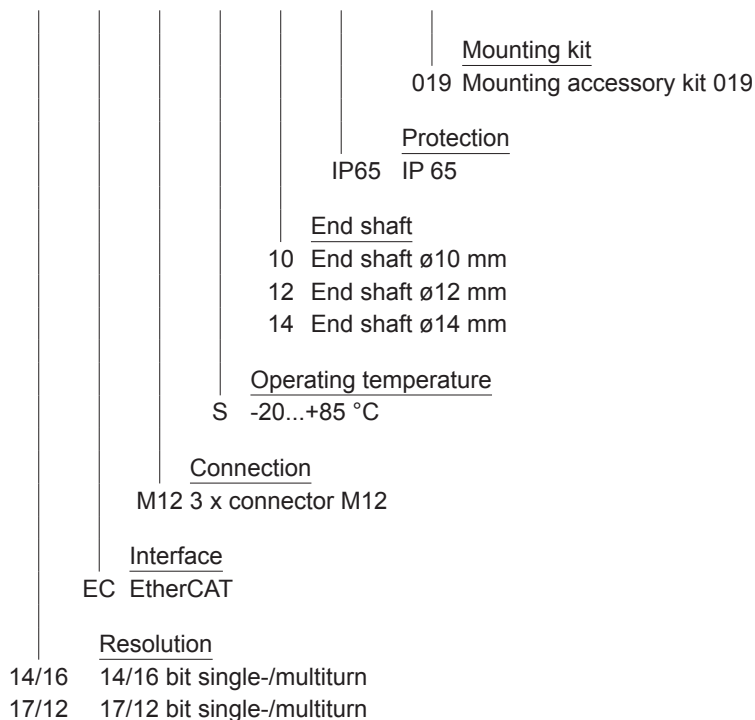 Mounting kit
019 Mounting accessory kit 019
Protection
IP65 IP 65
End shaft
10 End shaft ø10 mm
12 End shaft ø12 mm
14 End shaft ø14 mm
Operating temperature
S -20...+85 °C
Connection
M12 3 x connector M12
Interface
EC EtherCAT
Resolution
14/16 14/16 bit single-/multiturn
17/12 17/12 bit single-/multiturn